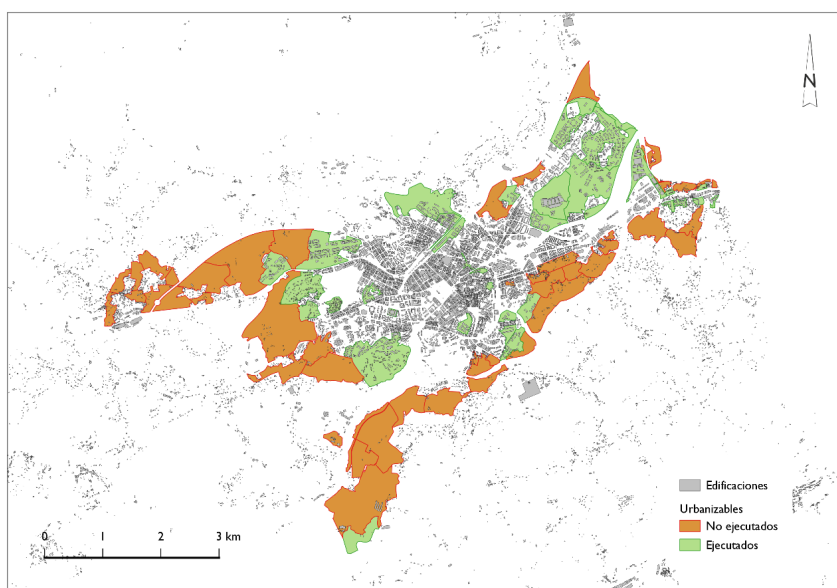 N
Edificaciones
Urbanizables
No ejecutados
Ejecutados
0 1 2 3 km